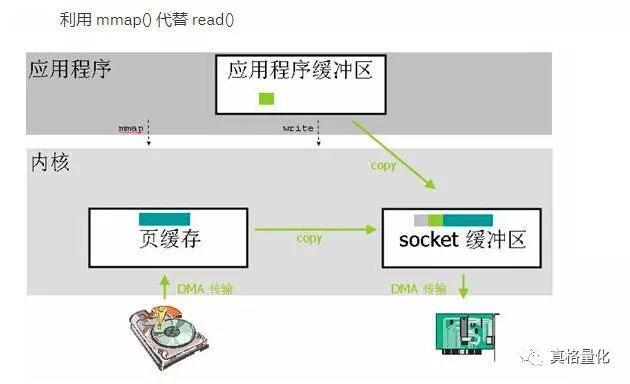 利用 mmap() 代替 read()
应用程序
应用程序缓冲区
mmap
write
内核
copy
页缓存
copy
socket 缓冲区
DMA 传输
DMA 传输
真格量化